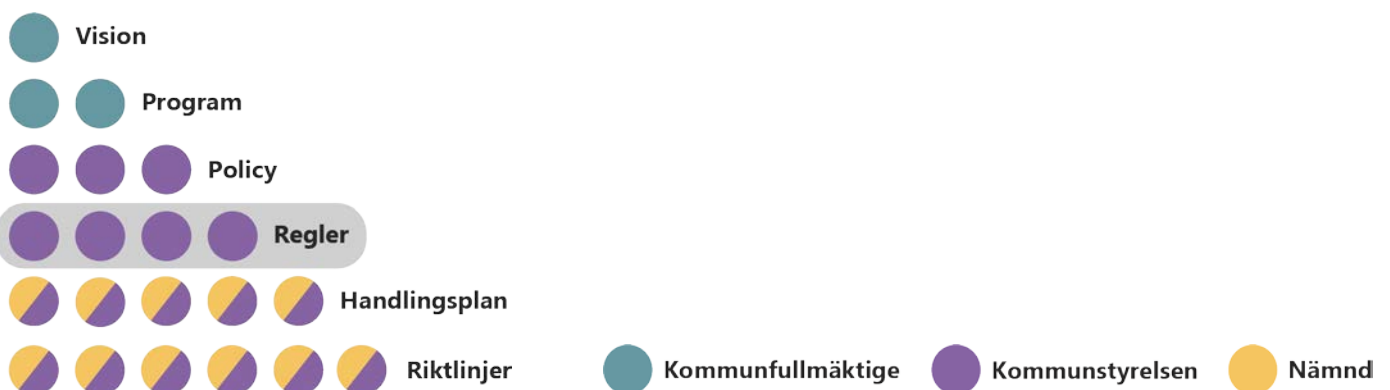 Vision
Program
Policy
Regler
Handlingsplan
Riktlinjer
Kommunfullmäktige
Kommunstyrelsen
Nämnd